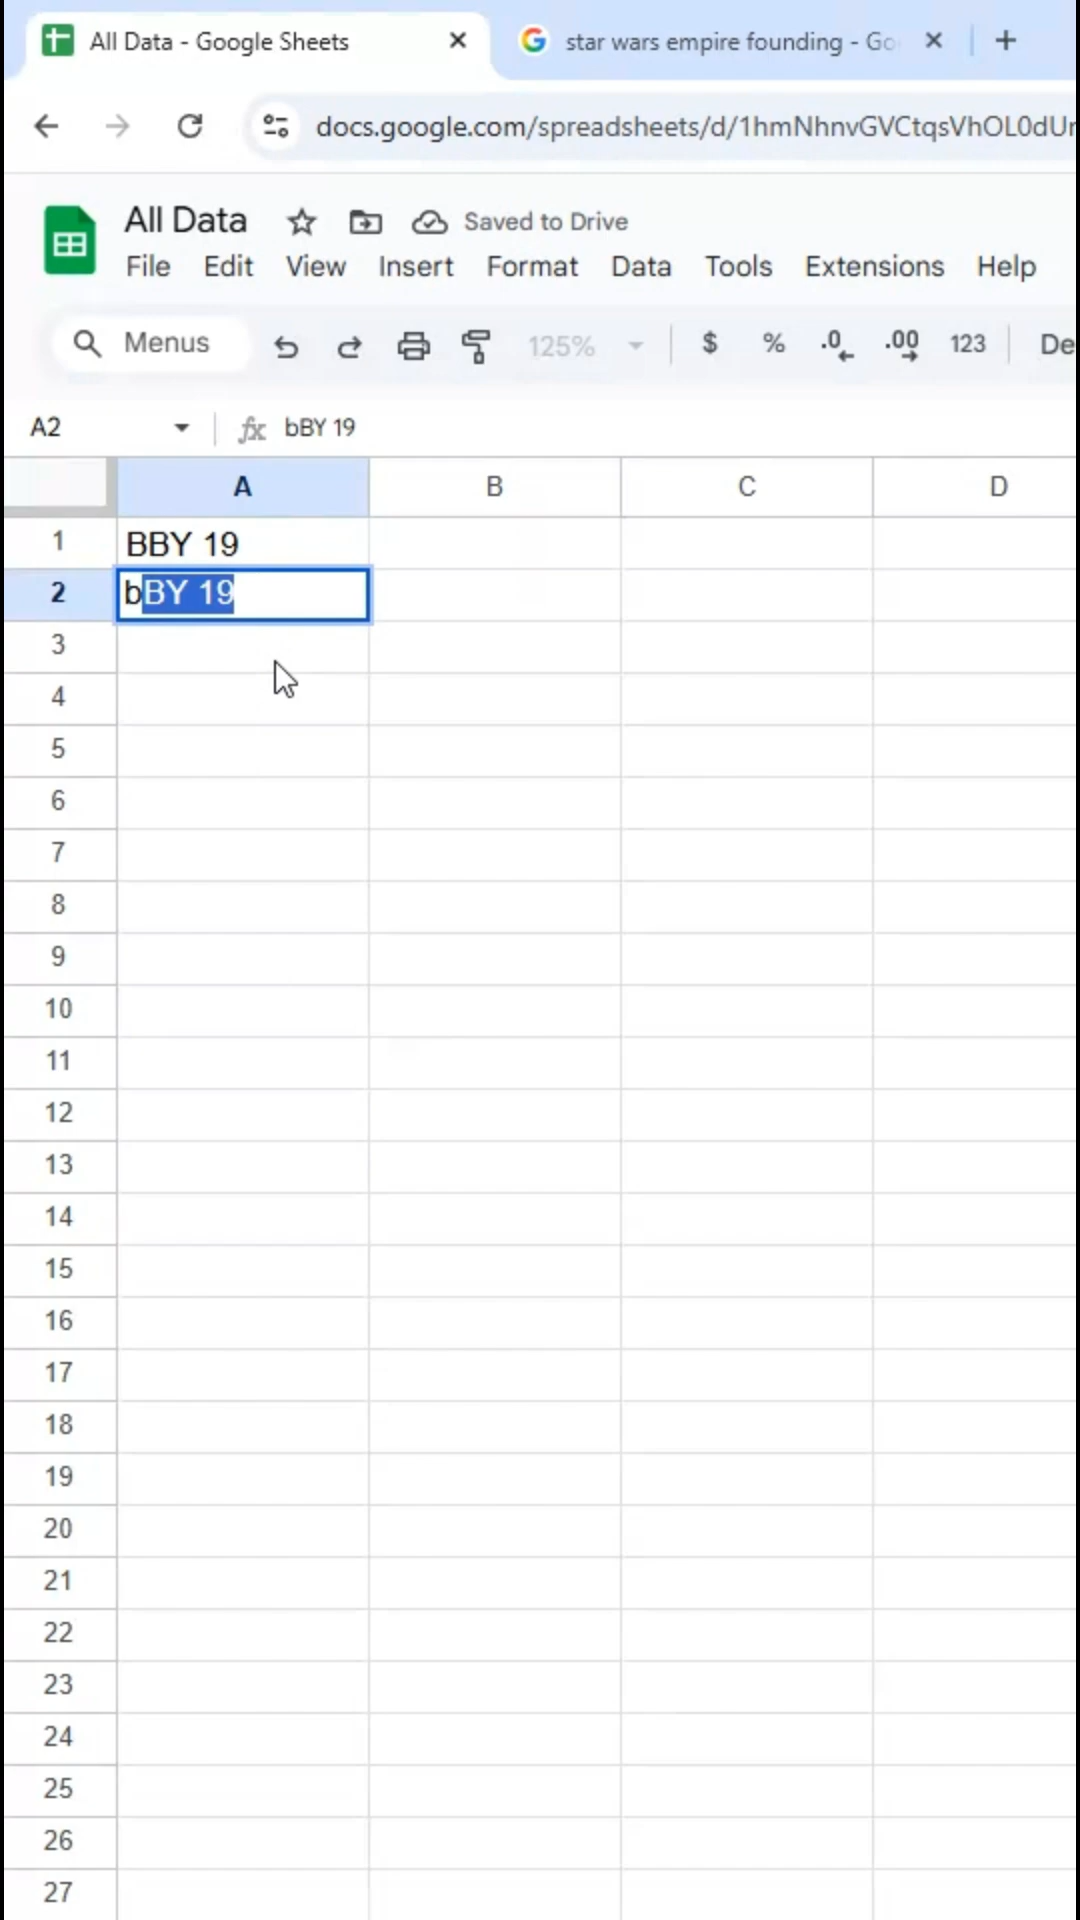 All Data - Google Sheets
star wars empire founding - Go
docs.google.com/spreadsheets/d/1hmNhnvGVCtqsVhOL0dUr
All Data
Saved to Drive
File Edit View Insert Format Data Tools Extensions Help
Menus 125% $ % .0 .00 123 De
A2 fx bBY 19
A B C D
1 BBY 19
2 bBY 19
3
4
5
6
7
8
9
10
11
12
13
14
15
16
17
18
19
20
21
22
23
24
25
26
27